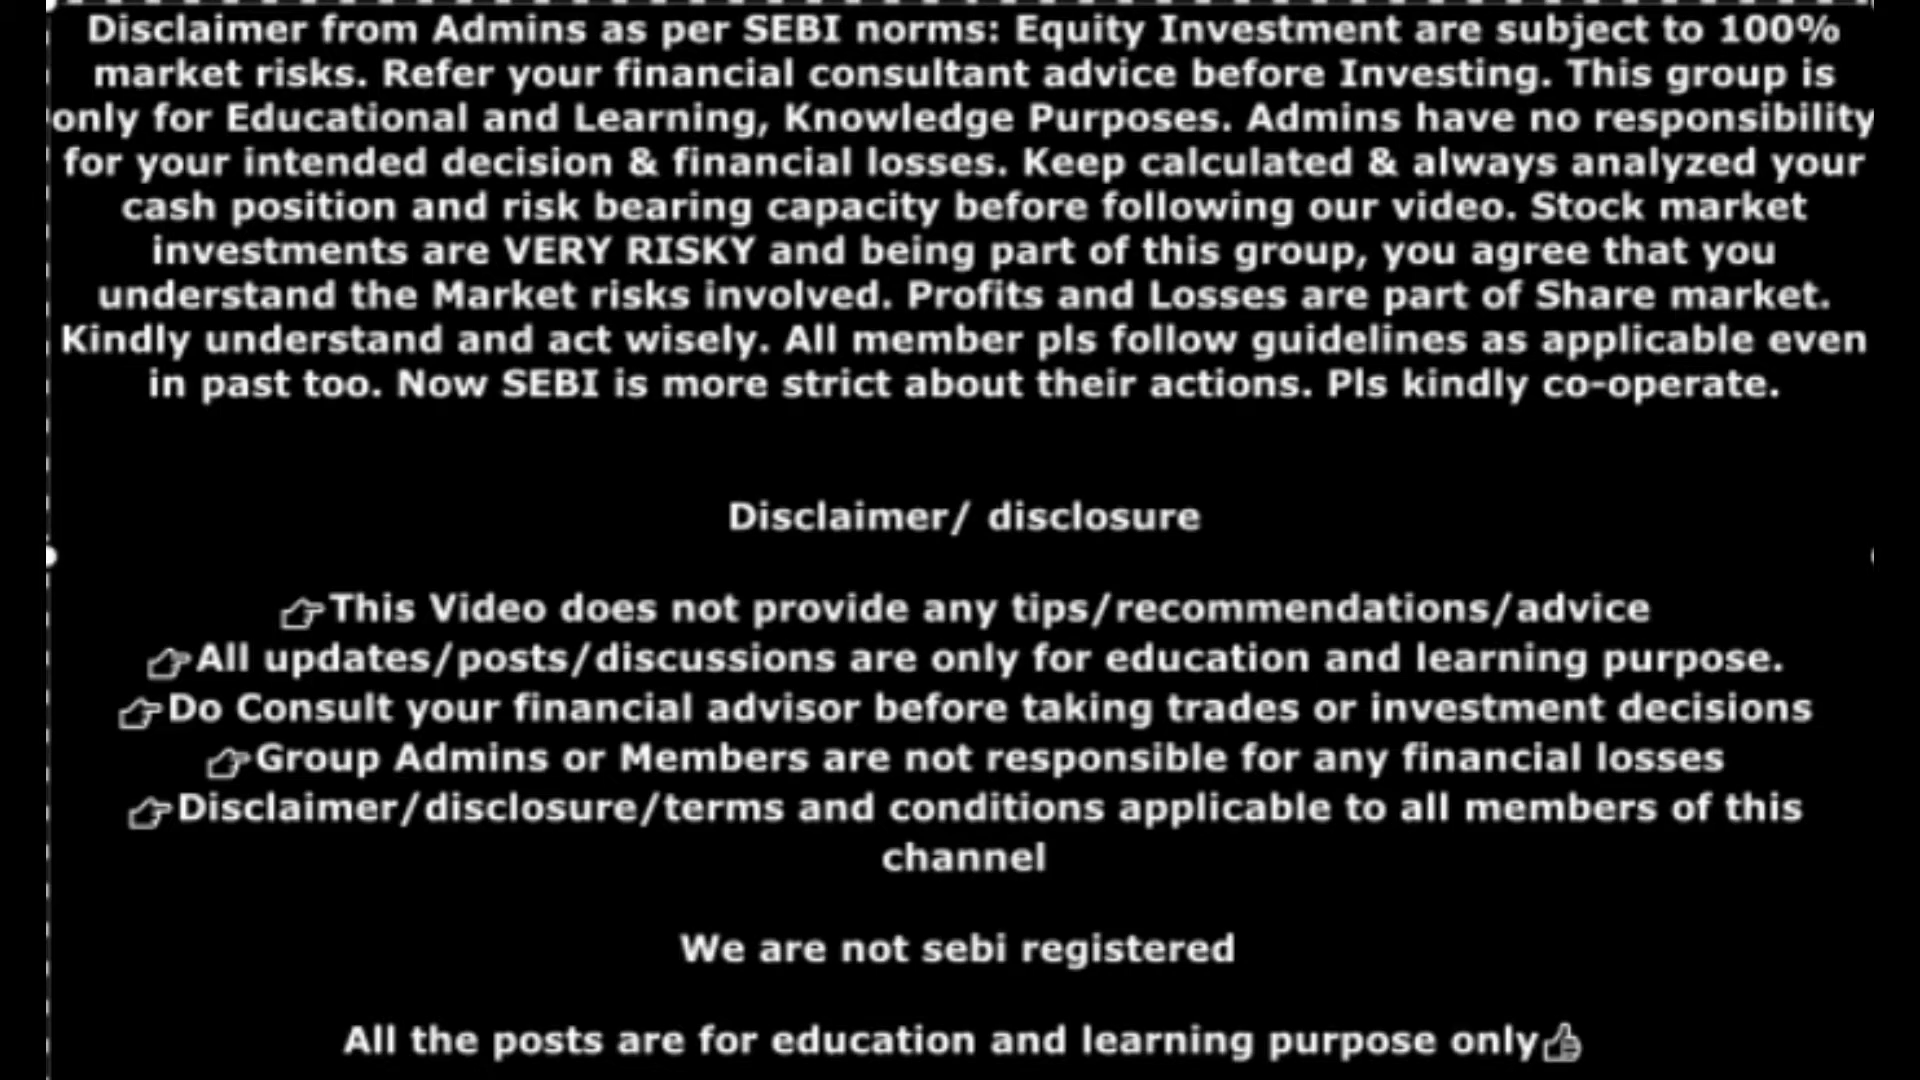 Disclaimer from Admins as per SEBI norms: Equity Investment are subject to 100%
market risks. Refer your financial consultant advice before Investing. This group is
only for Educational and Learning, Knowledge Purposes. Admins have no responsibility
for your intended decision & financial losses. Keep calculated & always analyzed your
cash position and risk bearing capacity before following our video. Stock market
investments are VERY RISKY and being part of this group, you agree that you
understand the Market risks involved. Profits and Losses are part of Share market.
Kindly understand and act wisely. All member pls follow guidelines as applicable even
in past too. Now SEBI is more strict about their actions. Pls kindly co-operate.
Disclaimer/ disclosure
👉This Video does not provide any tips/recommendations/advice
👉All updates/posts/discussions are only for education and learning purpose.
👉Do Consult your financial advisor before taking trades or investment decisions
👉Group Admins or Members are not responsible for any financial losses
👉Disclaimer/disclosure/terms and conditions applicable to all members of this
channel
We are not sebi registered
All the posts are for education and learning purpose only👍